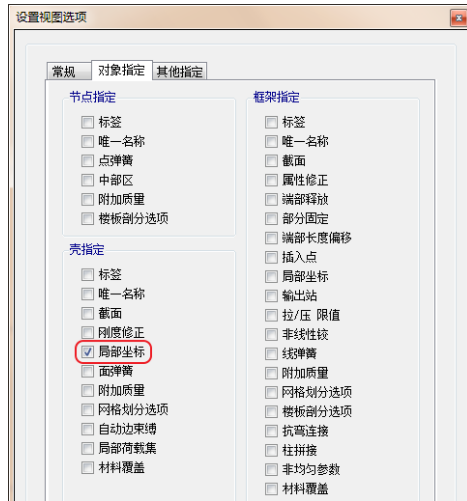 设置视图选项
常规 对象指定 其他指定
节点指定
标签
唯一名称
点弹簧
中部区
附加质量
楼板剖分选项
壳指定
标签
唯一名称
截面
刚度修正
局部坐标
面弹簧
附加质量
网格划分选项
自动边束缚
局部荷载集
材料覆盖
框架指定
标签
唯一名称
截面
属性修正
端部释放
部分固定
端部长度偏移
插入点
局部坐标
输出站
拉/压 限值
非线性铰
线弹簧
附加质量
网格划分选项
楼板剖分选项
抗弯连接
柱拼接
非均匀参数
材料覆盖